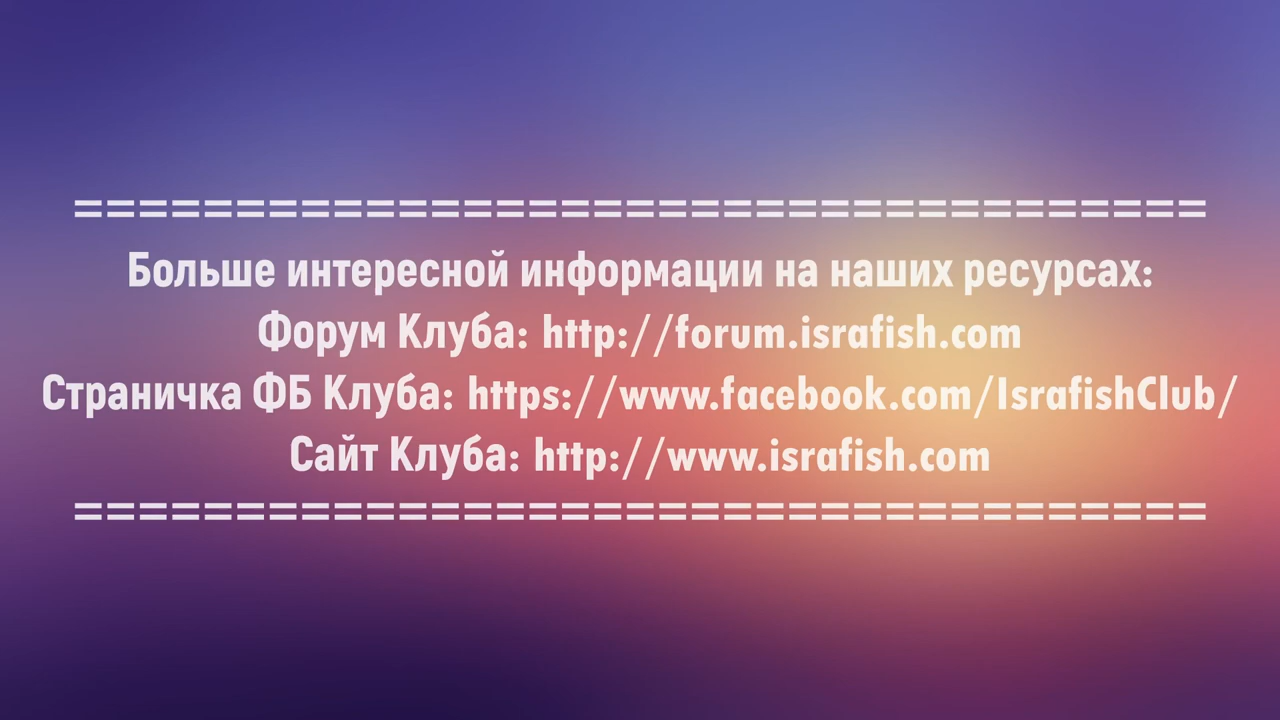 ===================================
Больше интересной информации на наших ресурсах:
Форум Клуба: http://forum.israfish.com
Страничка ФБ Клуба: https://www.facebook.com/IsrafishClub/
Сайт Клуба: http://www.israfish.com
===================================